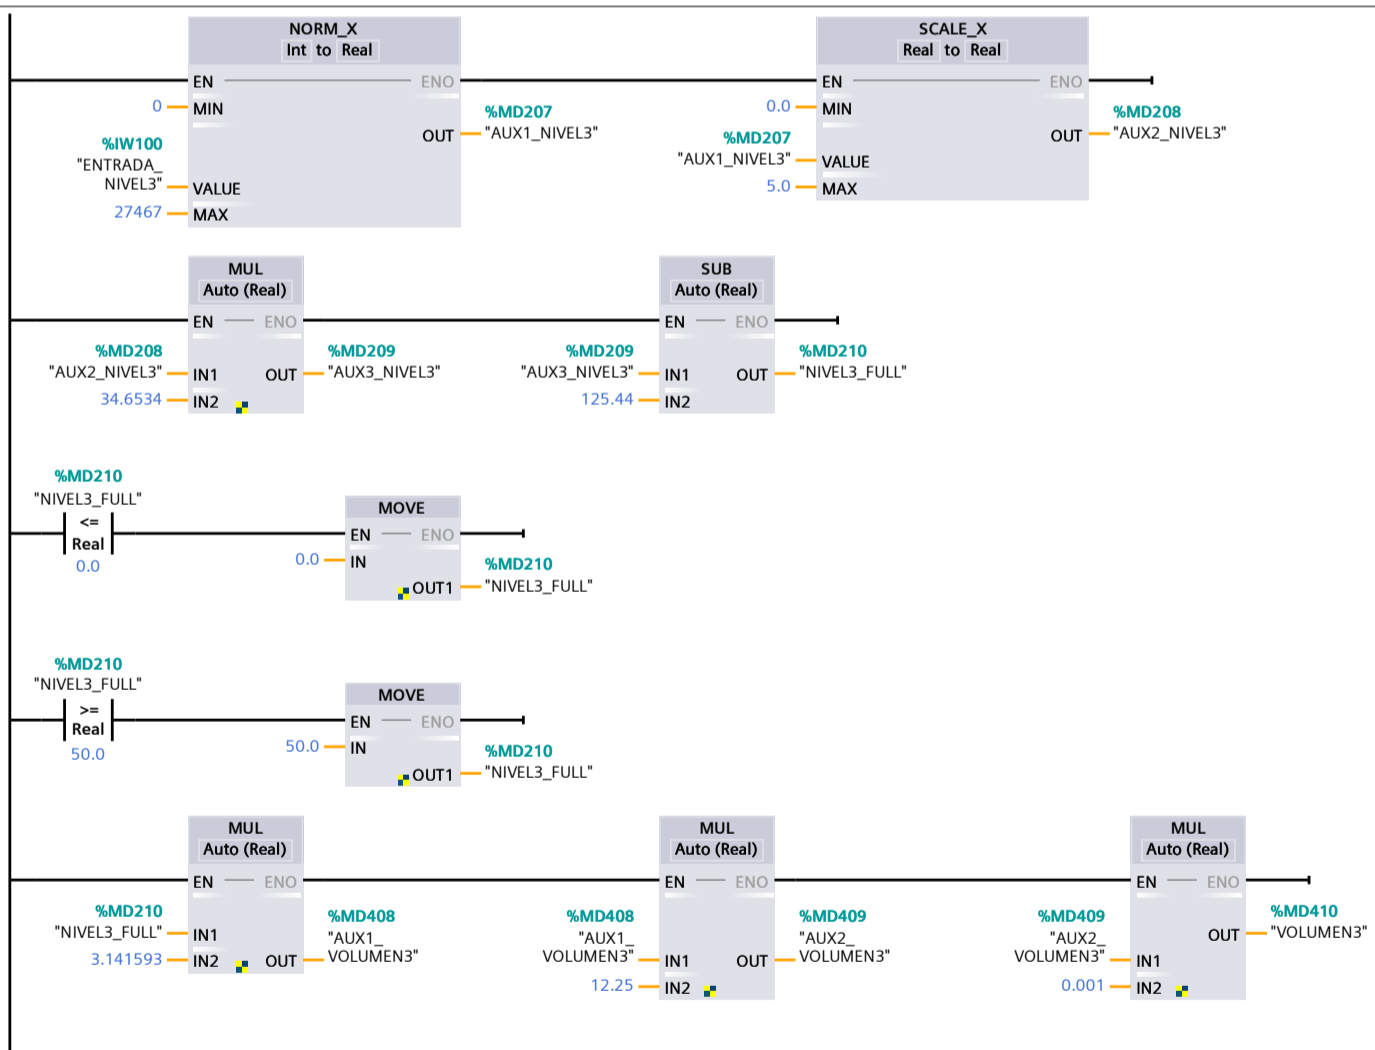 NORM_X
Int to Real
EN ENO
0 MIN
%MD207
OUT "AUX1_NIVEL3"
%IW100
"ENTRADA_
NIVEL3" VALUE
27467 MAX
SCALE_X
Real to Real
EN ENO
0.0 MIN
%MD208
OUT "AUX2_NIVEL3"
%MD207
"AUX1_NIVEL3" VALUE
5.0 MAX
MUL
Auto (Real)
EN ENO
%MD208 %MD209
"AUX2_NIVEL3" IN1 OUT "AUX3_NIVEL3"
34.6534 IN2
SUB
Auto (Real)
EN ENO
%MD209 %MD210
"AUX3_NIVEL3" IN1 OUT "NIVEL3_FULL"
125.44 IN2
%MD210
"NIVEL3_FULL"
<=
Real
0.0
MOVE
EN ENO
0.0 IN
%MD210
OUT1 "NIVEL3_FULL"
%MD210
"NIVEL3_FULL"
>=
Real
50.0
MOVE
EN ENO
50.0 IN
%MD210
OUT1 "NIVEL3_FULL"
MUL
Auto (Real)
EN ENO
%MD210
"NIVEL3_FULL" IN1
3.141593 IN2 OUT
%MD408
"AUX1_
VOLUMEN3"
MUL
Auto (Real)
EN ENO
%MD408
"AUX1_
VOLUMEN3" IN1 OUT
12.25 IN2
%MD409
"AUX2_
VOLUMEN3"
MUL
Auto (Real)
EN ENO
%MD409
"AUX2_
VOLUMEN3" IN1
0.001 IN2
%MD410
OUT "VOLUMEN3"